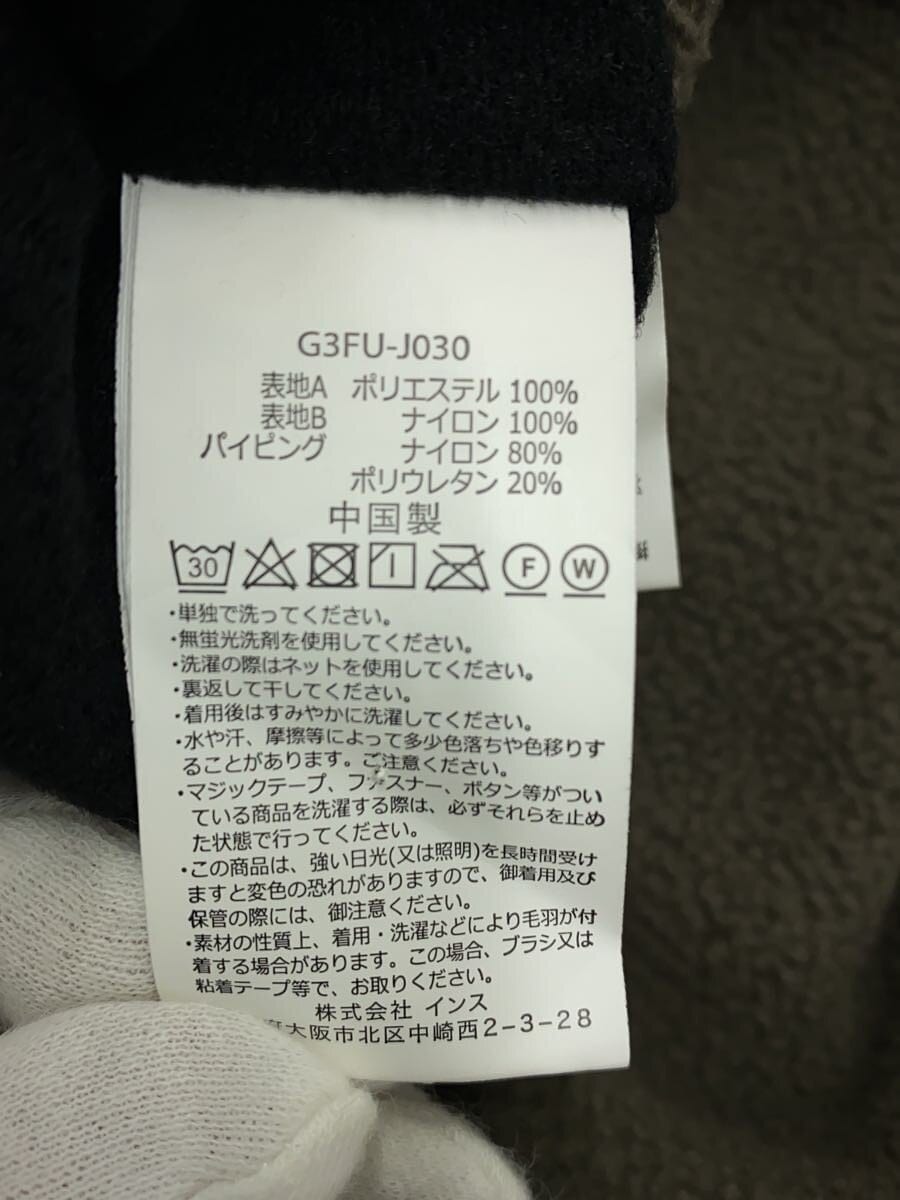 G3FU-J030
表地A ポリエステル 100%
表地B ナイロン 100%
パイピング ナイロン 80%
ポリウレタン 20%
中国製
30 F W
・単独で洗ってください。
・無蛍光洗剤を使用してください。
・洗濯の際はネットを使用してください。
・裏返して干してください。
・着用後はすみやかに洗濯してください。
・水や汗、摩擦等によって多少色落ちや色移りす
ることがあります。ご注意ください。
・マジックテープ、ファスナー、ボタン等がつい
ている商品を洗濯する際は、必ずそれらを止め
た状態で行ってください。
・この商品は、強い日光(又は照明)を長時間受け
ますと変色の恐れがありますので、御着用及び
保管の際には、御注意ください。
・素材の性質上、着用・洗濯などにより毛羽が付
着する場合があります。この場合、ブラシ又は
粘着テープ等で、お取りください。
株式会社 インス
大阪市北区中崎西2-3-28